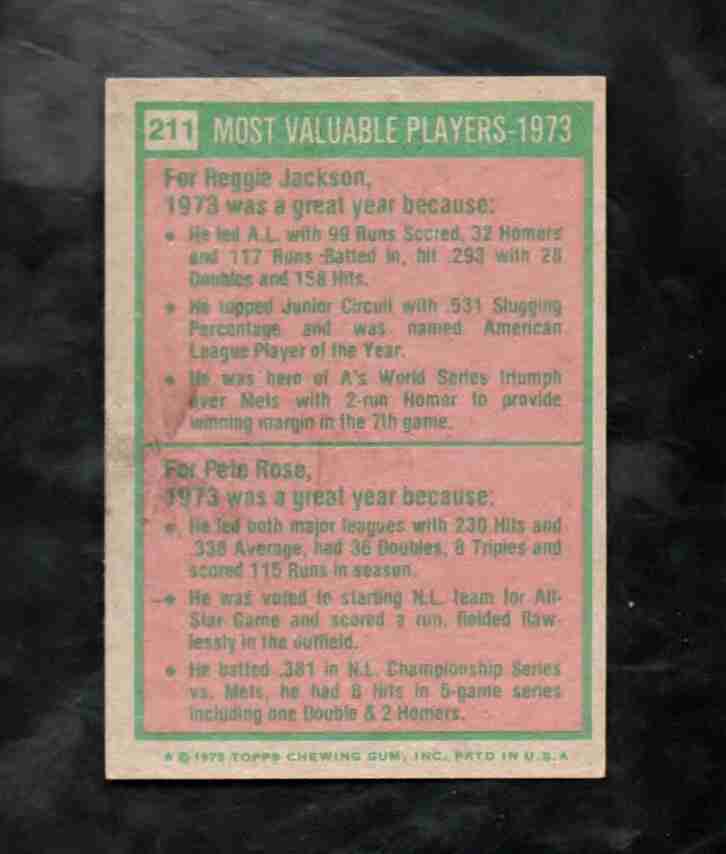 211 MOST VALUABLE PLAYERS-1973
For Reggie Jackson,
1973 was a great year because:
• He led A.L. with 99 Runs Scored, 32 Homers
and 117 Runs Batted in, hit .293 with 28
Doubles and 158 Hits.
• He topped Junior Circuit with .531 Slugging
Percentage and was named American
League Player of the Year.
• He was hero of A's World Series triumph
over Mets with 2-run Homer to provide
winning margin in the 7th game.
For Pete Rose,
1973 was a great year because:
• He led both major leagues with 230 Hits and
.338 Average, had 36 Doubles, 8 Triples and
scored 115 Runs in season.
• He was voted to starting N.L. team for All-
Star Game and scored a run, fielded flaw-
lessly in the outfield.
• He batted .381 in N.L. Championship Series
vs. Mets, he had 8 Hits in 5-game series
including one Double & 2 Homers.
★ © 1975 TOPPS CHEWING GUM, INC. PRTD IN U.S.A.